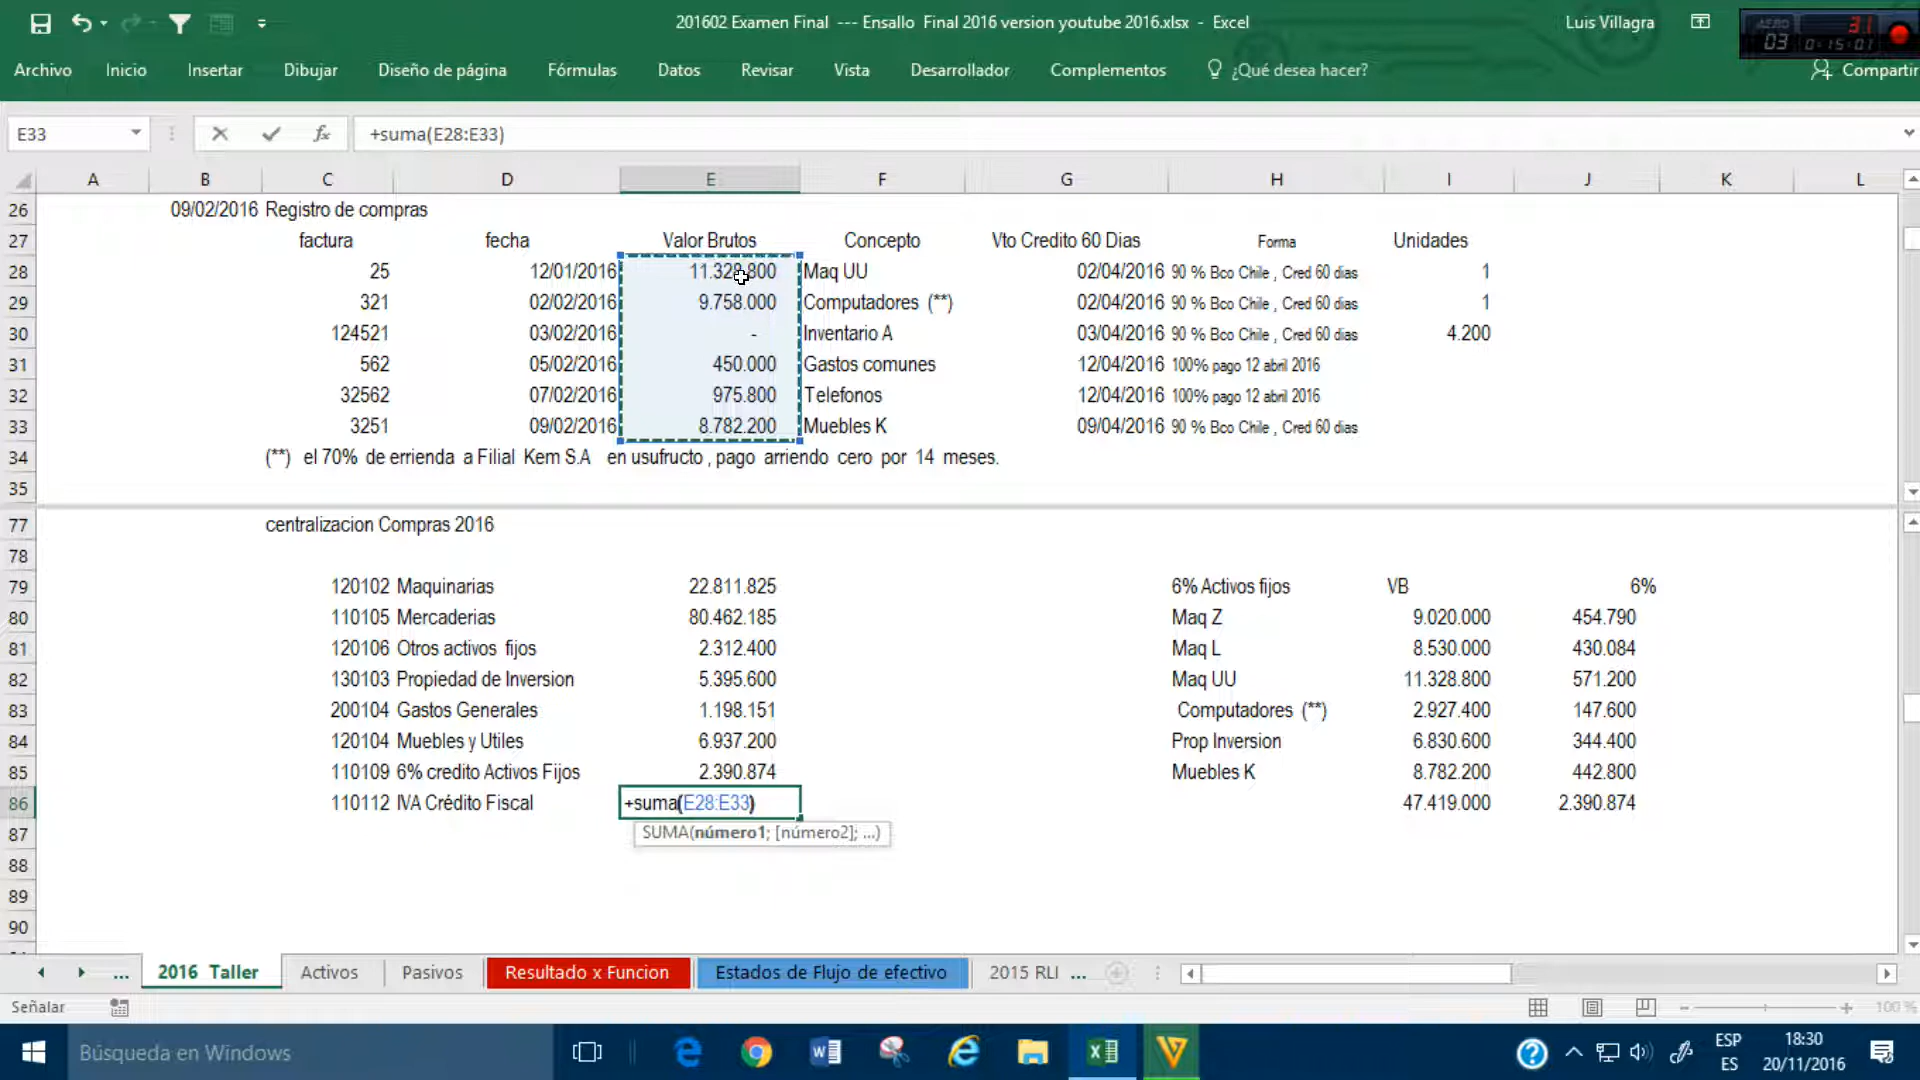 201602 Examen Final --- Ensallo Final 2016 version youtube 2016.xlsx - Excel
Luis Villagra
31
03 0:15:01
Archivo Inicio Insertar Dibujar Diseño de página Fórmulas Datos Revisar Vista Desarrollador Complementos ¿Qué desea hacer? Compartir
E33 fx +suma(E28:E33)
A B C D E F G H I J K L
26 09/02/2016 Registro de compras
27 factura fecha Valor Brutos Concepto Vto Credito 60 Dias Forma Unidades
28 25 12/01/2016 11.328.800 Maq UU 02/04/2016 90 % Bco Chile , Cred 60 dias 1
29 321 02/02/2016 9.758.000 Computadores (**) 02/04/2016 90 % Bco Chile , Cred 60 dias 1
30 124521 03/02/2016 - Inventario A 03/04/2016 90 % Bco Chile , Cred 60 dias 4.200
31 562 05/02/2016 450.000 Gastos comunes 12/04/2016 100% pago 12 abril 2016
32 32562 07/02/2016 975.800 Telefonos 12/04/2016 100% pago 12 abril 2016
33 3251 09/02/2016 8.782.200 Muebles K 09/04/2016 90 % Bco Chile , Cred 60 dias
34 (**) el 70% de errienda a Filial Kem S.A en usufructo , pago arriendo cero por 14 meses.
35
77 centralizacion Compras 2016
78
79 120102 Maquinarias 22.811.825 6% Activos fijos VB 6%
80 110105 Mercaderias 80.462.185 Maq Z 9.020.000 454.790
81 120106 Otros activos fijos 2.312.400 Maq L 8.530.000 430.084
82 130103 Propiedad de Inversion 5.395.600 Maq UU 11.328.800 571.200
83 200104 Gastos Generales 1.198.151 Computadores (**) 2.927.400 147.600
84 120104 Muebles y Utiles 6.937.200 Prop Inversion 6.830.600 344.400
85 110109 6% credito Activos Fijos 2.390.874 Muebles K 8.782.200 442.800
86 110112 IVA Crédito Fiscal +suma(E28:E33) 47.419.000 2.390.874
87 SUMA(número1; [número2]; ...)
88
89
90
... 2016 Taller Activos Pasivos Resultado x Funcion Estados de Flujo de efectivo 2015 RLI ...
Señalar 100 %
Búsqueda en Windows
ESP
ES
18:30
20/11/2016